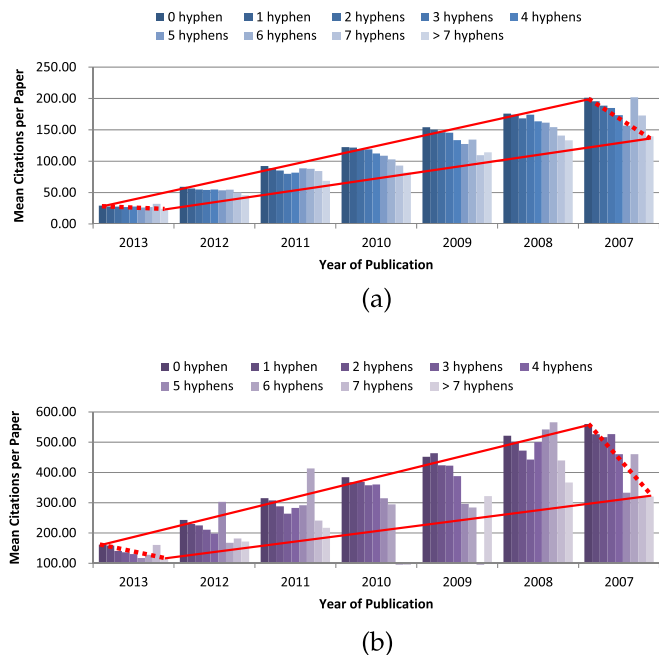 0 hyphen 1 hyphen 2 hyphens 3 hyphens 4 hyphens
5 hyphens 6 hyphens 7 hyphens > 7 hyphens
Mean Citations per Paper
250.00
200.00
150.00
100.00
50.00
0.00
2013 2012 2011 2010 2009 2008 2007
Year of Publication
(a)
0 hyphen 1 hyphen 2 hyphens 3 hyphens 4 hyphens
5 hyphens 6 hyphens 7 hyphens > 7 hyphens
Mean Citations per Paper
600.00
500.00
400.00
300.00
200.00
100.00
2013 2012 2011 2010 2009 2008 2007
Year of Publication
(b)